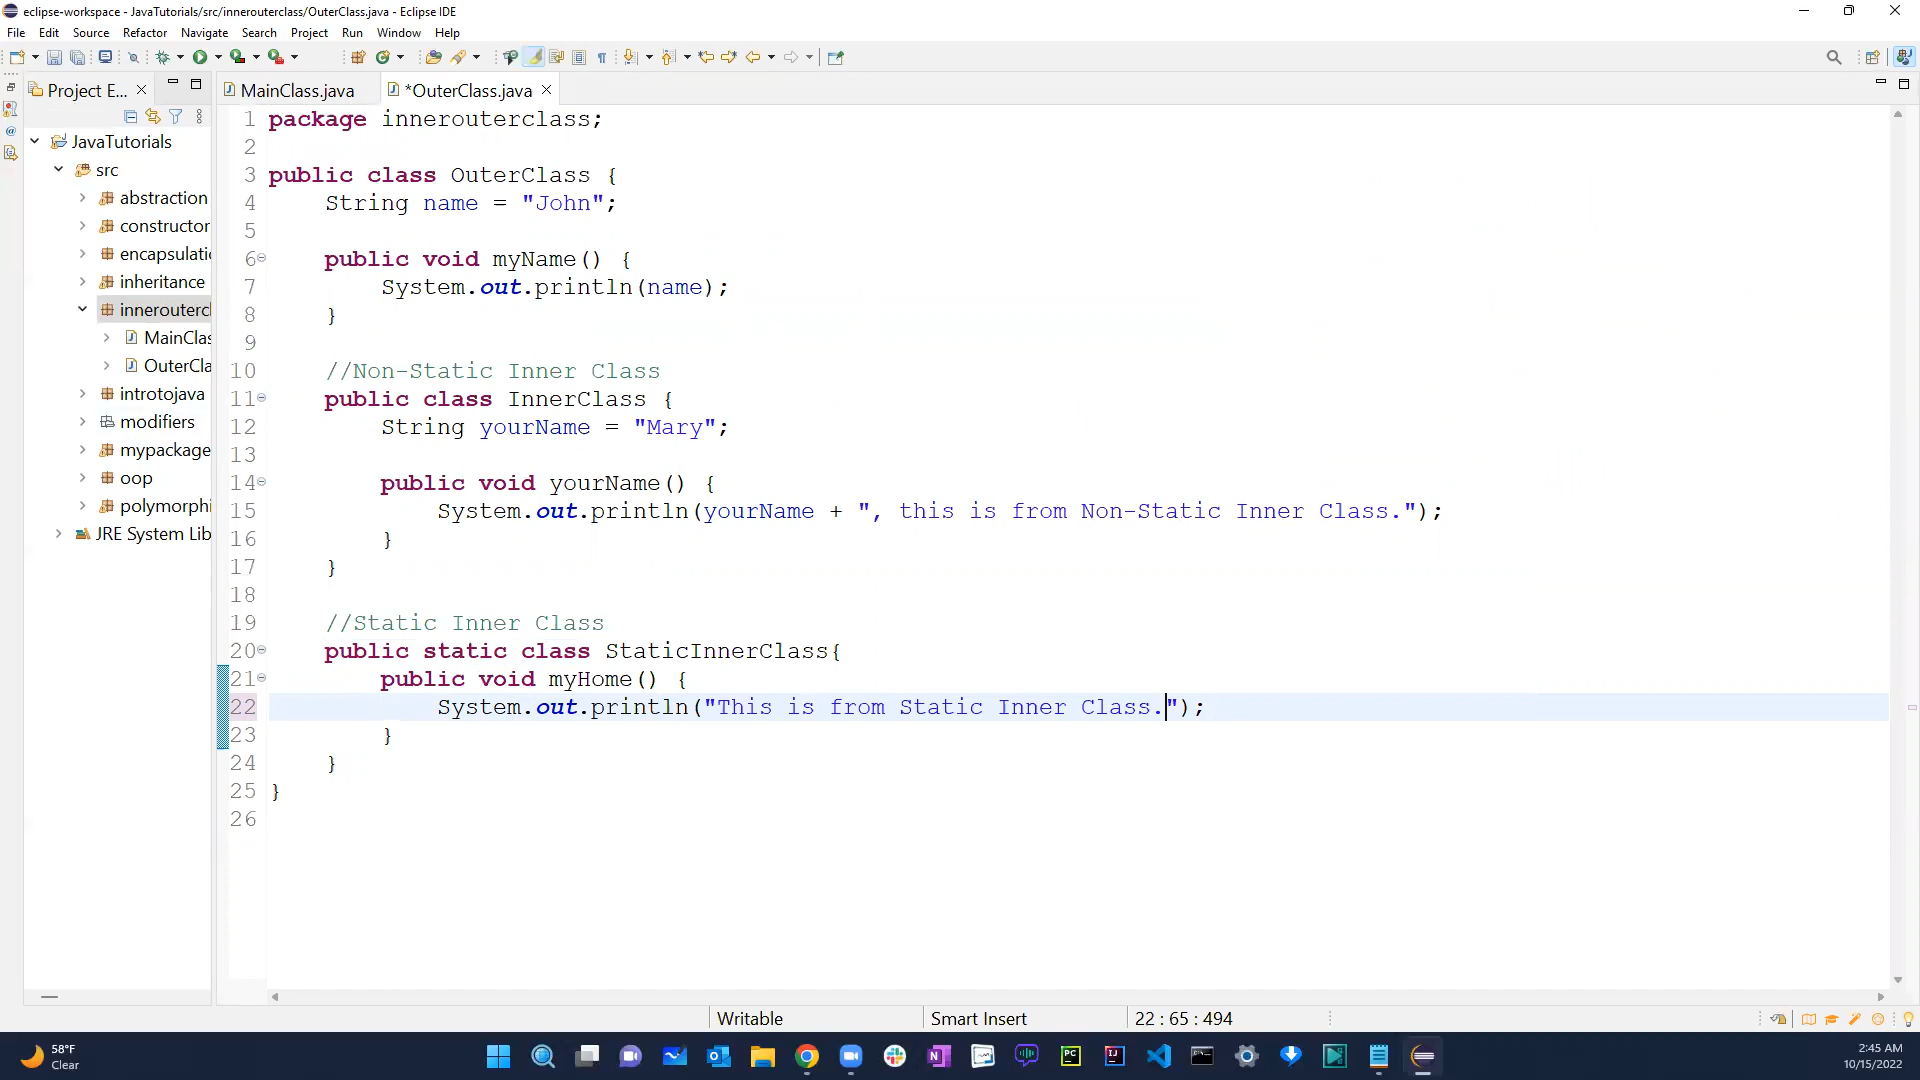 eclipse-workspace - JavaTutorials/src/innerouterclass/OuterClass.java - Eclipse IDE
File Edit Source Refactor Navigate Search Project Run Window Help
Project E... MainClass.java *OuterClass.java
JavaTutorials
src
abstraction
constructor
encapsulatio
inheritance
inneroutercl
MainClas
OuterCla
introtojava
modifiers
mypackage
oop
polymorphi
JRE System Lib
1 package innerouterclass;
2
3 public class OuterClass {
4 String name = "John";
5
6 public void myName() {
7 System.out.println(name);
8 }
9
10 //Non-Static Inner Class
11 public class InnerClass {
12 String yourName = "Mary";
13
14 public void yourName() {
15 System.out.println(yourName + ", this is from Non-Static Inner Class.");
16 }
17 }
18
19 //Static Inner Class
20 public static class StaticInnerClass{
21 public void myHome() {
22 System.out.println("This is from Static Inner Class.");
23 }
24 }
25 }
26
Writable Smart Insert 22 : 65 : 494
58°F
Clear
2:45 AM
10/15/2022